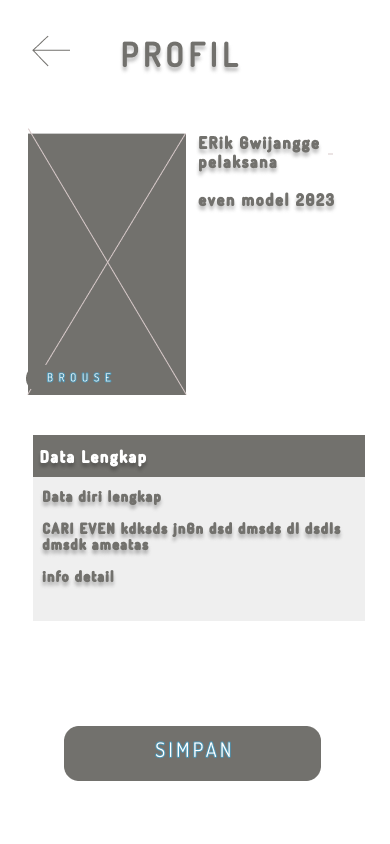 PROFIL
ERik Gwijangge
pelaksana
even model 2023
BROUSE
Data Lengkap
Data diri lengkap
CARI EVEN kdksds jn8n dsd dmsds dl dsdls
dmsdk ameatas
info detail
SIMPAN